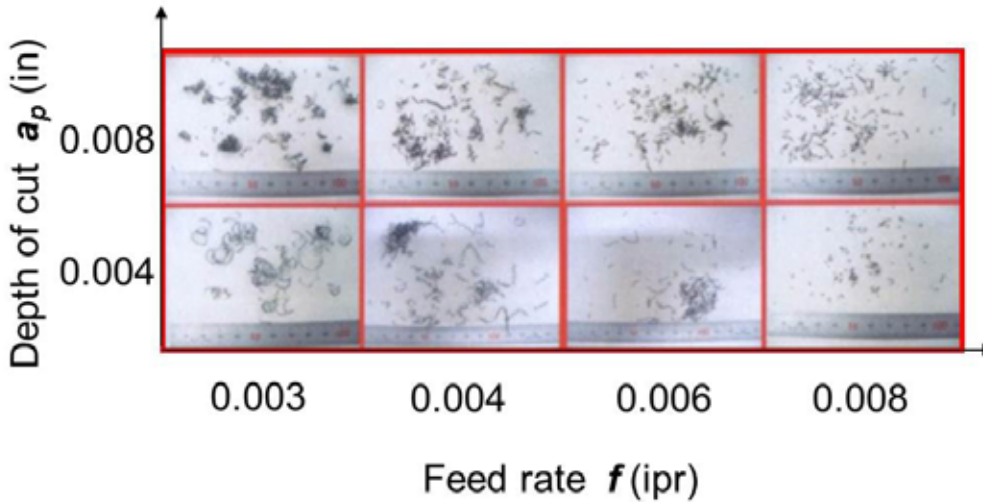 Depth of cut a_p (in)
0.008
0.004
0.003 0.004 0.006 0.008
Feed rate f (ipr)